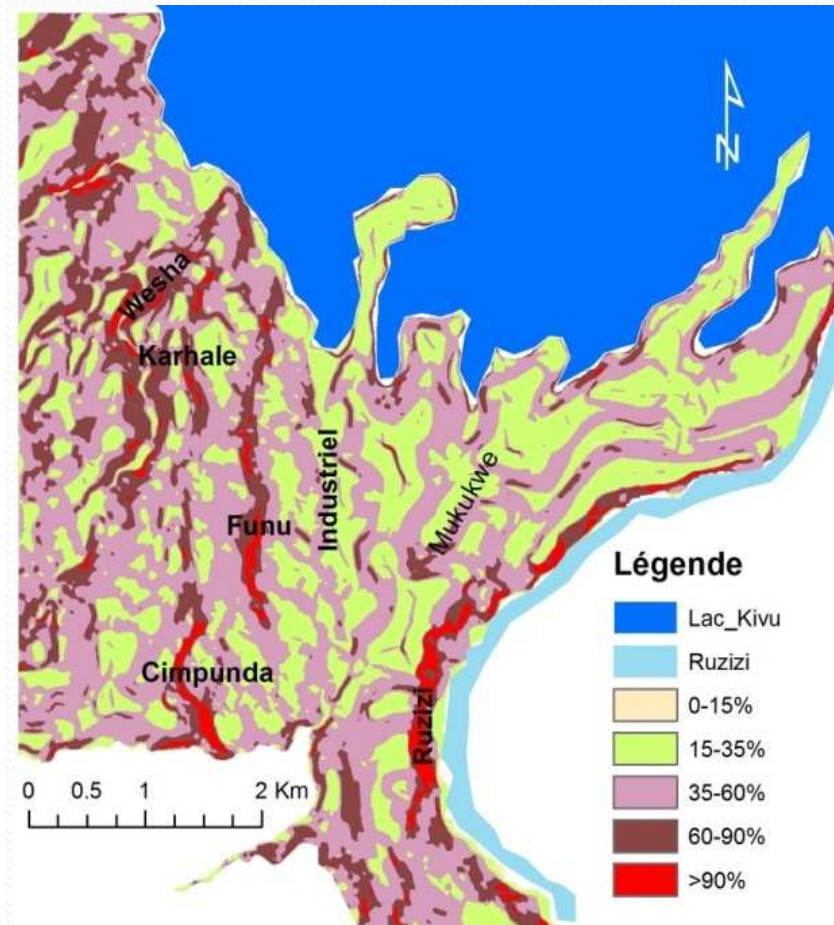 N
Wesha
Karhale
Industriel
Mukukwe
Funu
Cimpunda
Ruzizi
0 0.5 1 2 Km
Légende
Lac_Kivu
Ruzizi
0-15%
15-35%
35-60%
60-90%
>90%